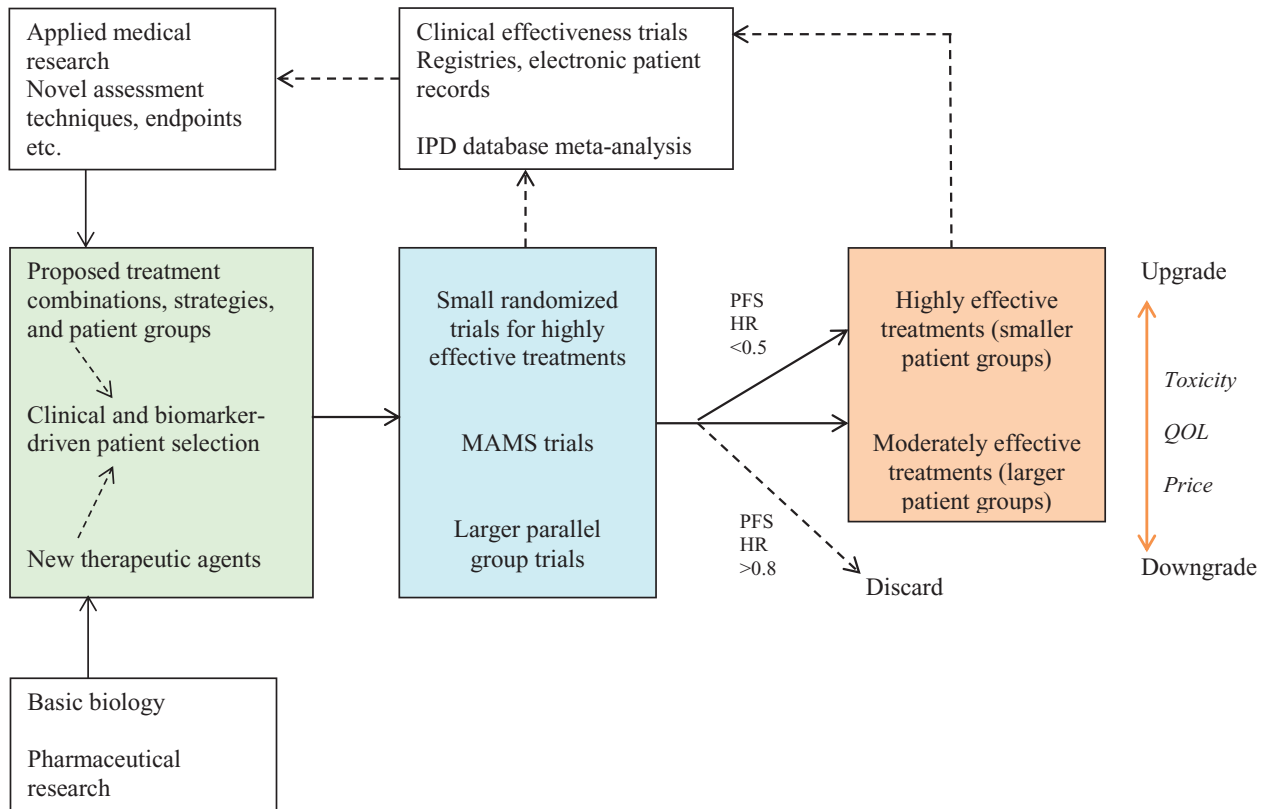 Applied medical
research
Novel assessment
techniques, endpoints
etc.
Clinical effectiveness trials
Registries, electronic patient
records
IPD database meta-analysis
Proposed treatment
combinations, strategies,
and patient groups
Clinical and biomarker-
driven patient selection
New therapeutic agents
Small randomized
trials for highly
effective treatments
MAMS trials
Larger parallel
group trials
PFS
HR
<0.5
PFS
HR
>0.8
Highly effective
treatments (smaller
patient groups)
Moderately effective
treatments (larger
patient groups)
Discard
Upgrade
Toxicity
QOL
Price
Downgrade
Basic biology
Pharmaceutical
research